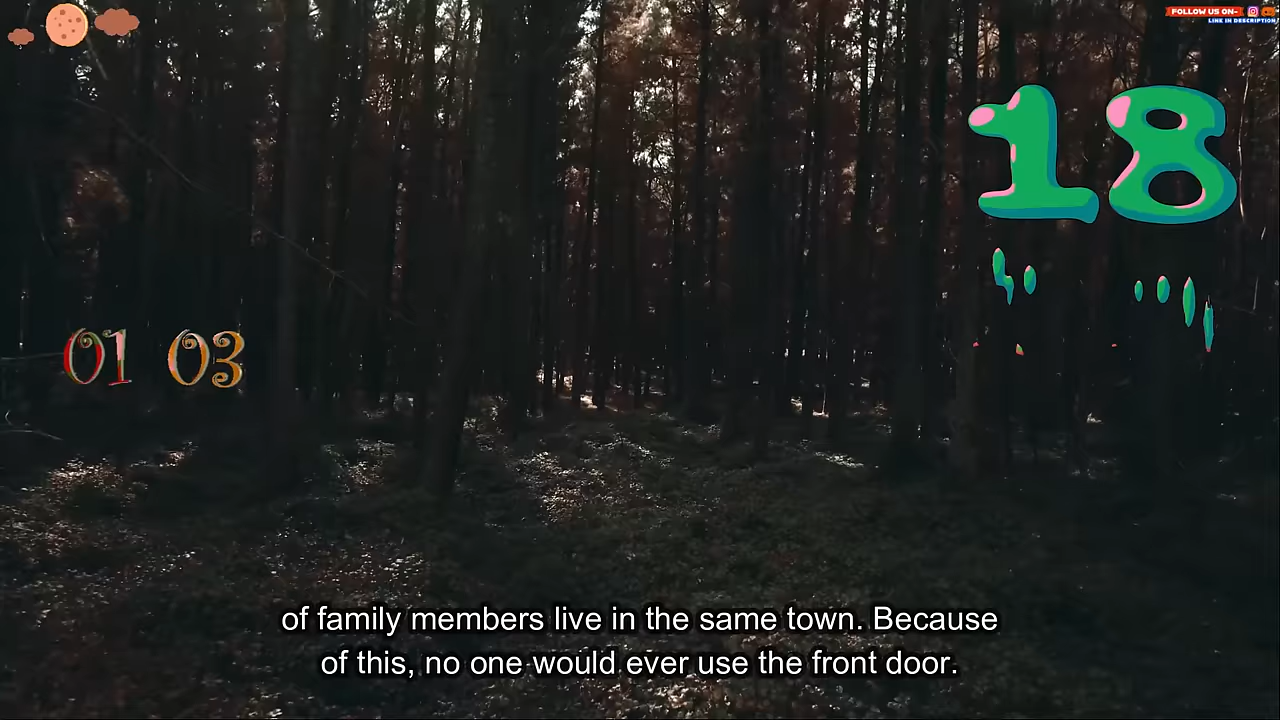 FOLLOW US ON-
LINK IN DESCRIPTION
18
01 03
of family members live in the same town. Because
of this, no one would ever use the front door.